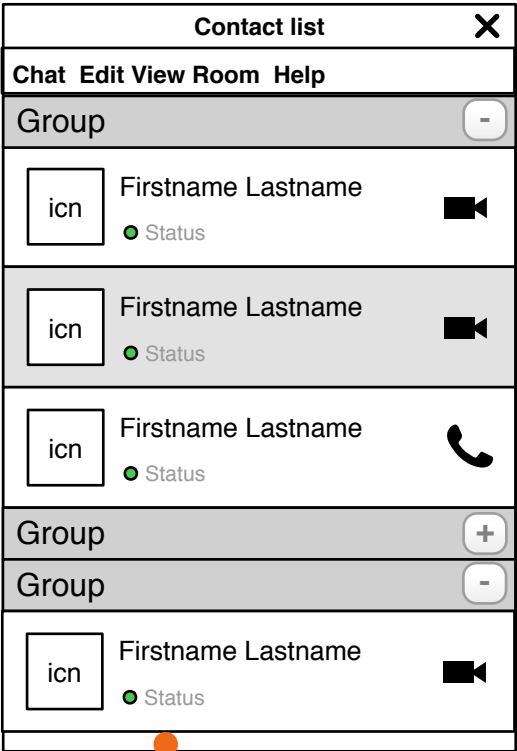 Contact list
Chat Edit View Room Help
Group -
icn Firstname Lastname
Status
icn Firstname Lastname
Status
icn Firstname Lastname
Status
Group +
Group -
icn Firstname Lastname
Status